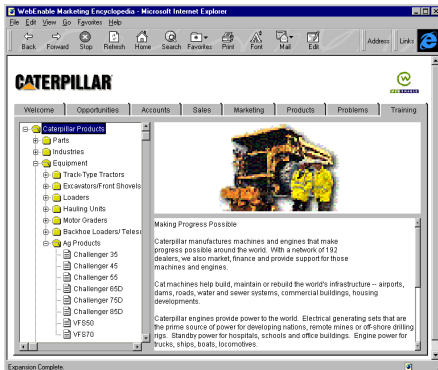 WebEnable Marketing Encyclopedia - Microsoft Internet Explorer
File Edit View Go Favorites Help
Back Forward Stop Refresh Home Search Favorites Print Font Mail Edit Address Links
CATERPILLAR
WEBENABLE
Welcome Opportunities Accounts Sales Marketing Products Problems Training
Caterpillar Products
Parts
Industries
Equipment
Track-Type Tractors
Excavators/Front Shovels
Loaders
Hauling Units
Motor Graders
Backhoe Loaders/ Teles
Ag Products
Challenger 35
Challenger 45
Challenger 55
Challenger 65D
Challenger 75D
Challenger 85D
VFS50
VFS70
Making Progress Possible
Caterpillar manufactures machines and engines that make
progress possible around the world. With a network of 192
dealers, we also market, finance and provide support for those
machines and engines.
Cat machines help build, maintain or rebuild the world's infrastructure -- airports,
dams, roads, water and sewer systems, commercial buildings, housing
developments.
Caterpillar engines provide power to the world. Electrical generating sets that are
the prime source of power for developing nations, remote mines or off-shore drilling
rigs. Standby power for hospitals, schools and office buildings. Engine power for
trucks, ships, boats, locomotives.
Expansion Complete.